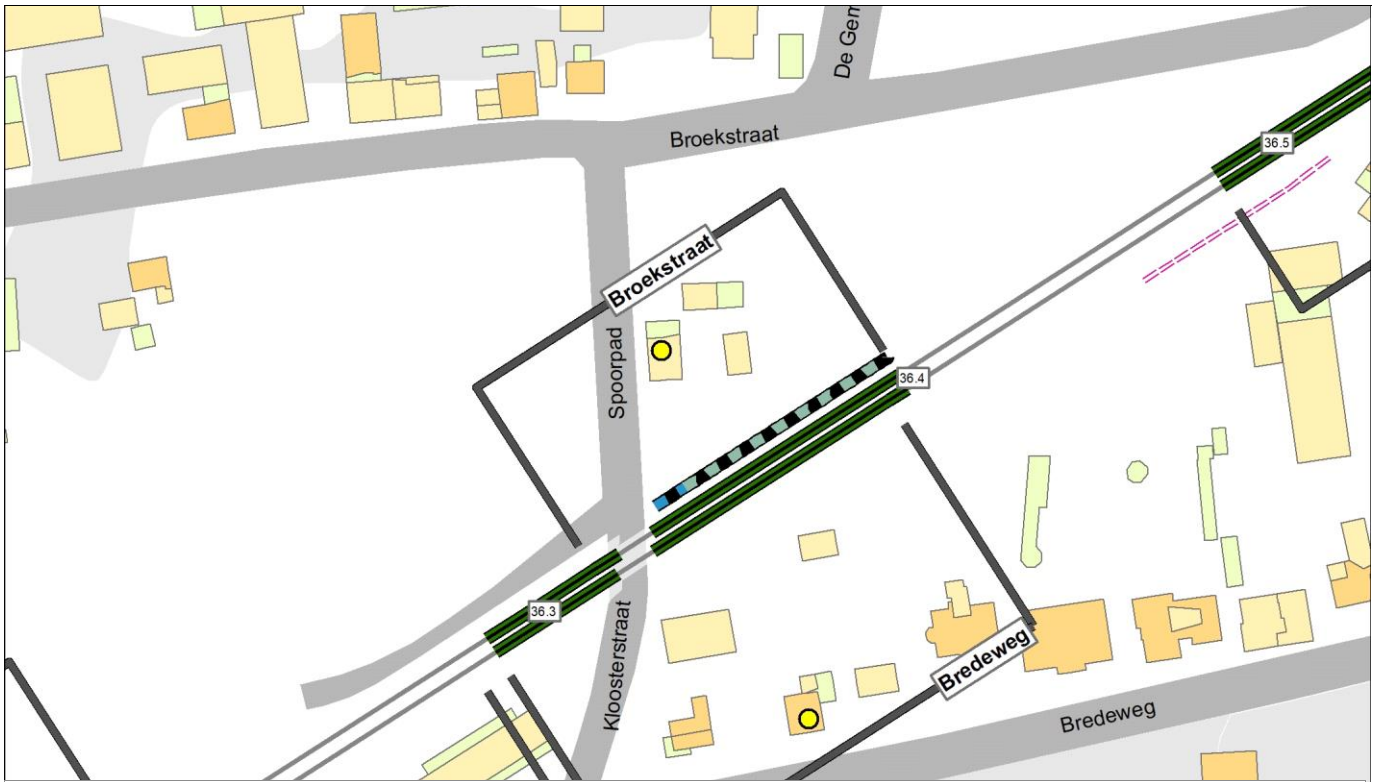 De Gem
Broekstraat
36.5
Broekstraat
Spoorpad
36.4
36.3
Kloosterstraat
Bredeweg
Bredeweg